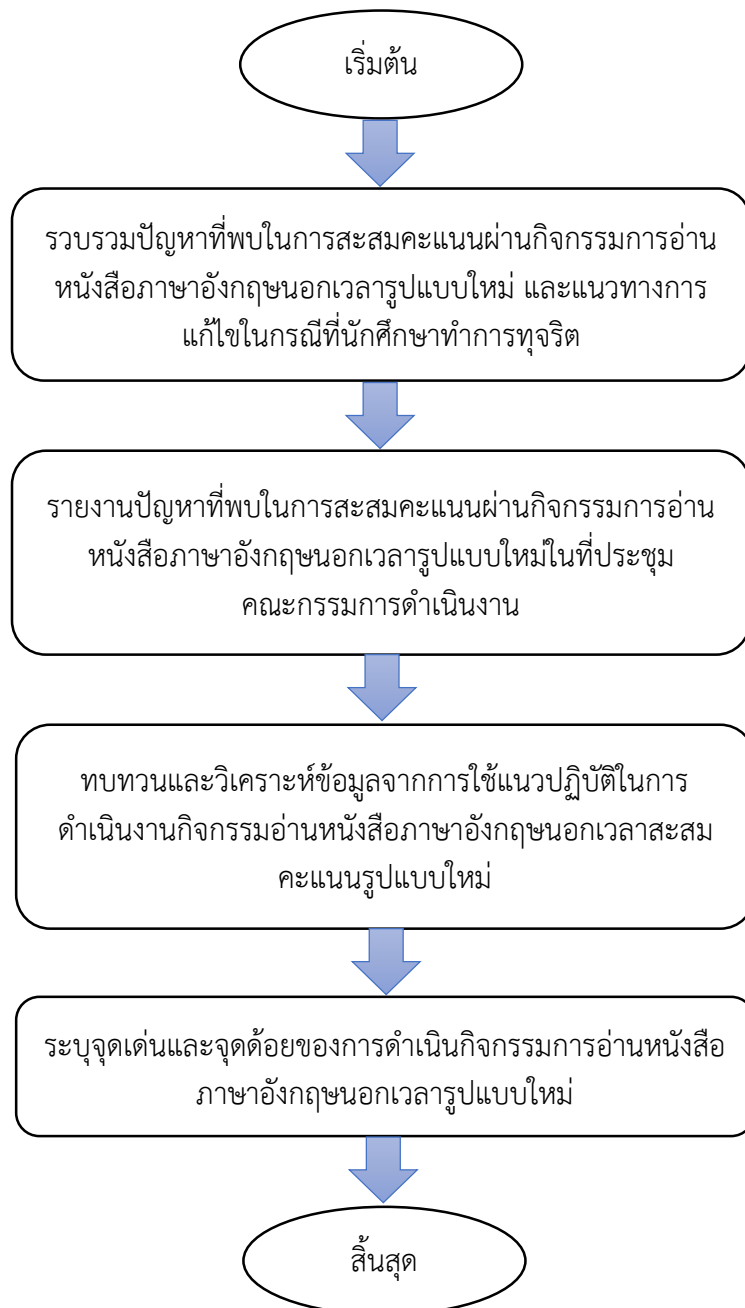 เริ่มต้น
รวบรวมปัญหาที่พบในการสะสมคะแนนผ่านกิจกรรมการอ่าน
หนังสือภาษาอังกฤษนอกเวลารูปแบบใหม่ และแนวทางการ
แก้ไขในกรณีที่นักศึกษาทำการทุจริต
รายงานปัญหาที่พบในการสะสมคะแนนผ่านกิจกรรมการอ่าน
หนังสือภาษาอังกฤษนอกเวลารูปแบบใหม่ในที่ประชุม
คณะกรรมการดำเนินงาน
ทบทวนและวิเคราะห์ข้อมูลจากการใช้แนวปฏิบัติในการ
ดำเนินงานกิจกรรมอ่านหนังสือภาษาอังกฤษนอกเวลาสะสม
คะแนนรูปแบบใหม่
ระบุจุดเด่นและจุดด้อยของการดำเนินกิจกรรมการอ่านหนังสือ
ภาษาอังกฤษนอกเวลารูปแบบใหม่
สิ้นสุด